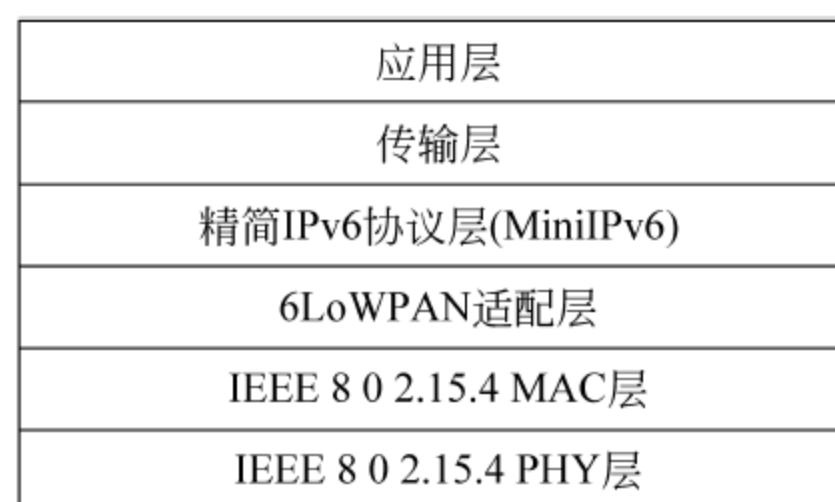 应用层
传输层
精简IPv6协议层(MiniIPv6)
6LoWPAN适配层
IEEE 8 0 2.15.4 MAC层
IEEE 8 0 2.15.4 PHY层